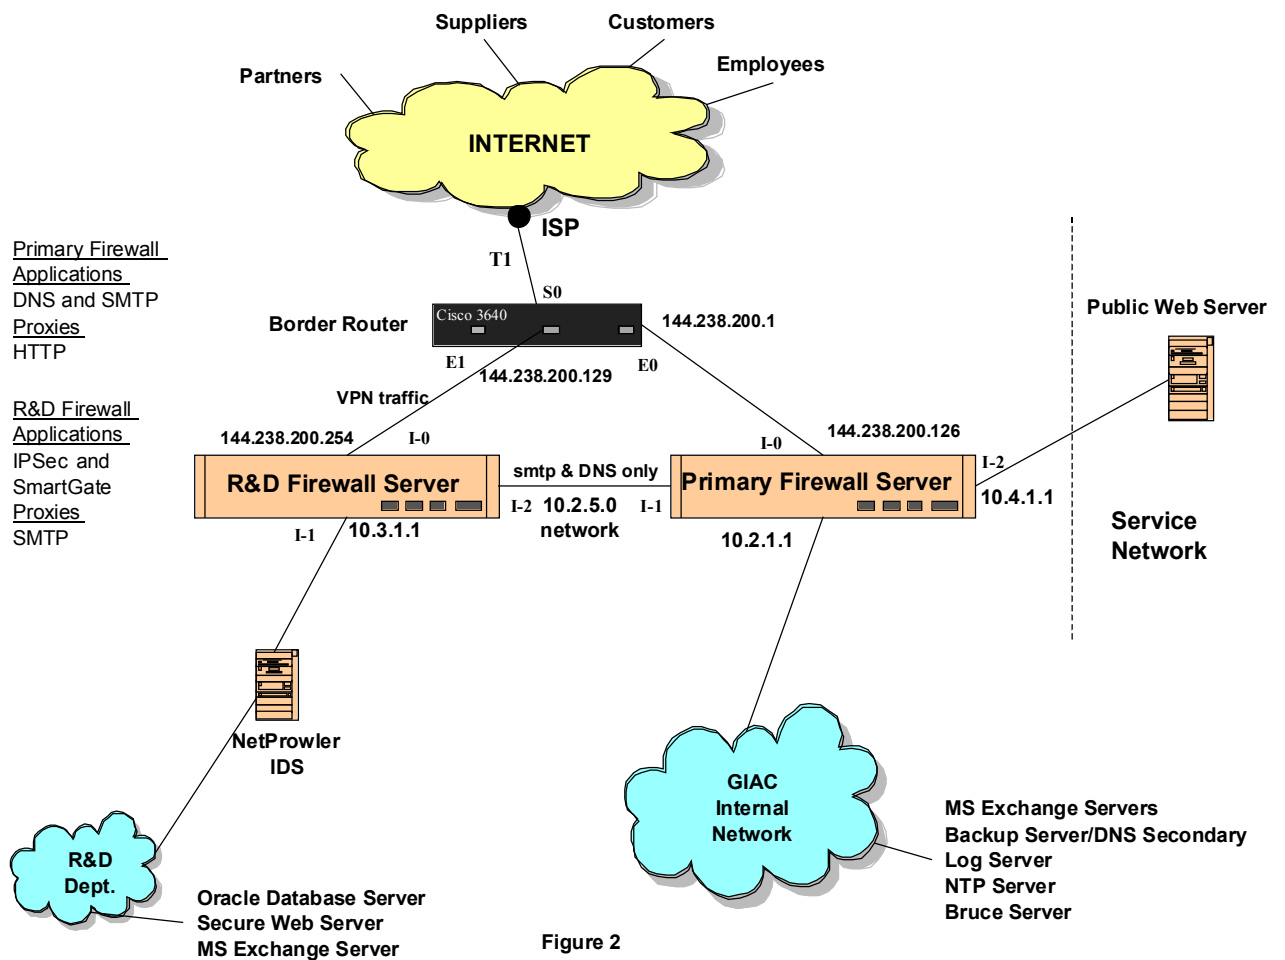 Suppliers
Customers
Partners
Employees
INTERNET
ISP
T1
S0
Cisco 3640
Border Router
144.238.200.1
E1
E0
144.238.200.129
VPN traffic
Primary Firewall
Applications
DNS and SMTP
Proxies
HTTP
R&D Firewall
Applications
IPSec and
SmartGate
Proxies
SMTP
Public Web Server
144.238.200.254
I-0
R&D Firewall Server
I-1
10.3.1.1
smtp & DNS only
I-2
10.2.5.0
network
I-1
I-0
144.238.200.126
Primary Firewall Server
I-2
10.4.1.1
10.2.1.1
Service
Network
NetProwler
IDS
R&D
Dept.
Oracle Database Server
Secure Web Server
MS Exchange Server
GIAC
Internal
Network
MS Exchange Servers
Backup Server/DNS Secondary
Log Server
NTP Server
Bruce Server
Figure 2